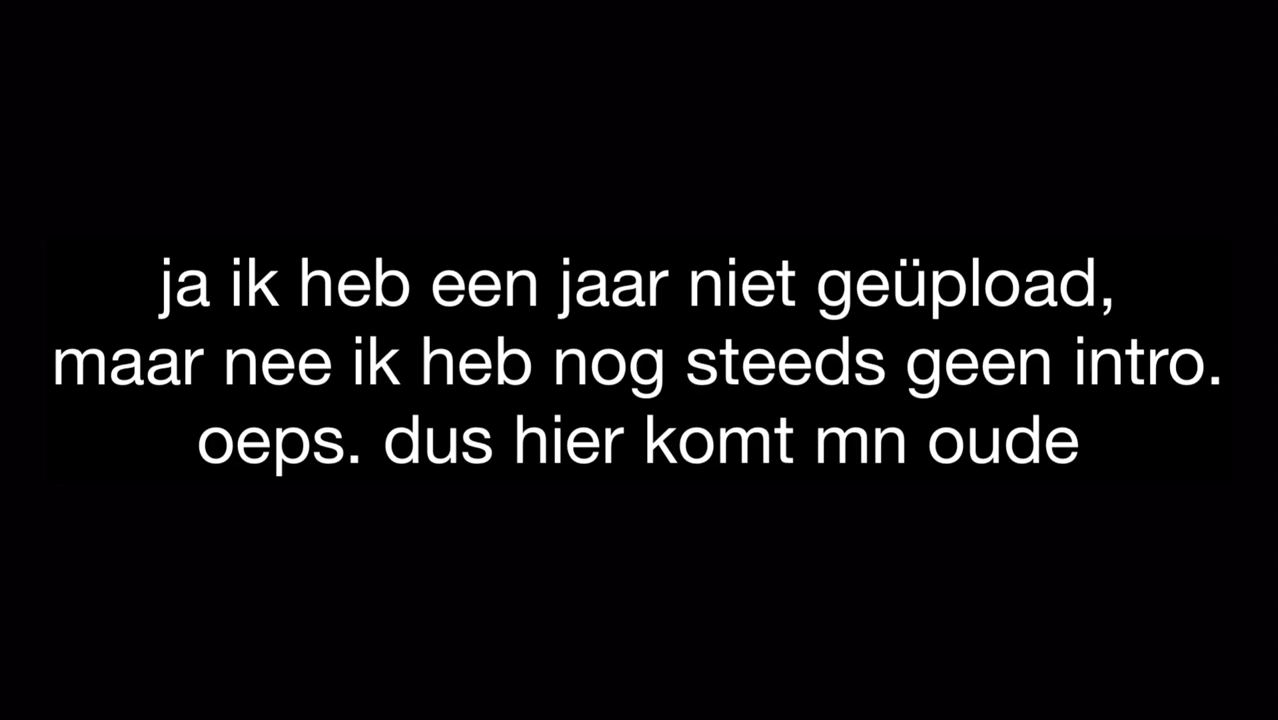 ja ik heb een jaar niet geüpload,
maar nee ik heb nog steeds geen intro.
oeps. dus hier komt mn oude